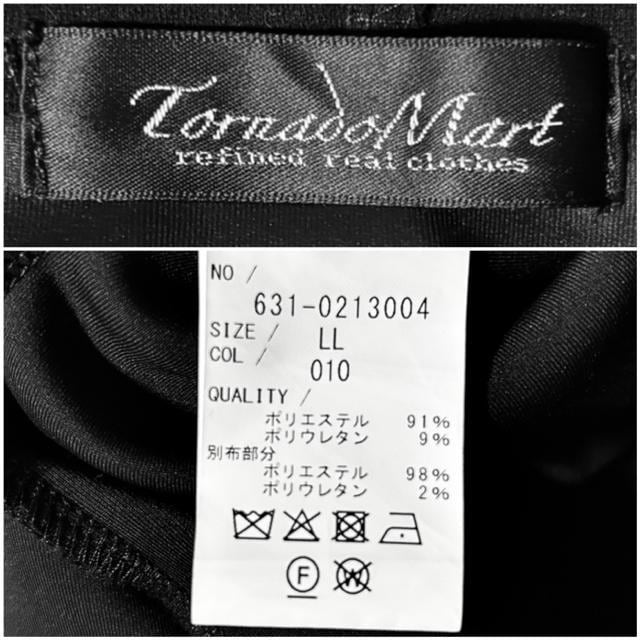 TornadoMart
refined real clothes
NO /
631-0213004
SIZE / LL
COL / 010
QUALITY /
ポリエステル 91%
ポリウレタン 9%
別布部分
ポリエステル 98%
ポリウレタン 2%
F W